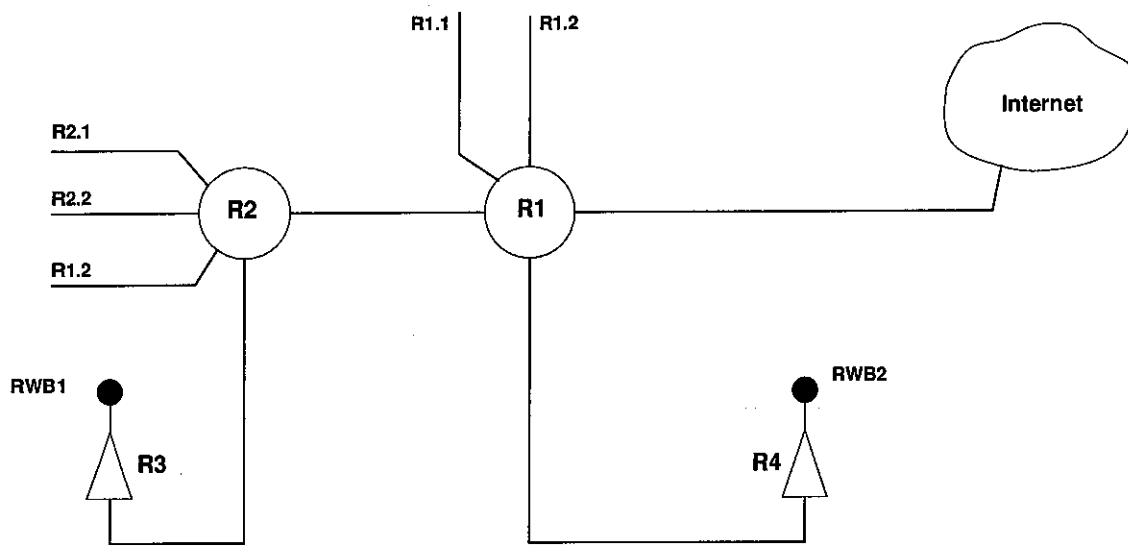 R1.1
R1.2
Internet
R2.1
R2.2
R2
R1
R1.2
RWB1
RWB2
R3
R4